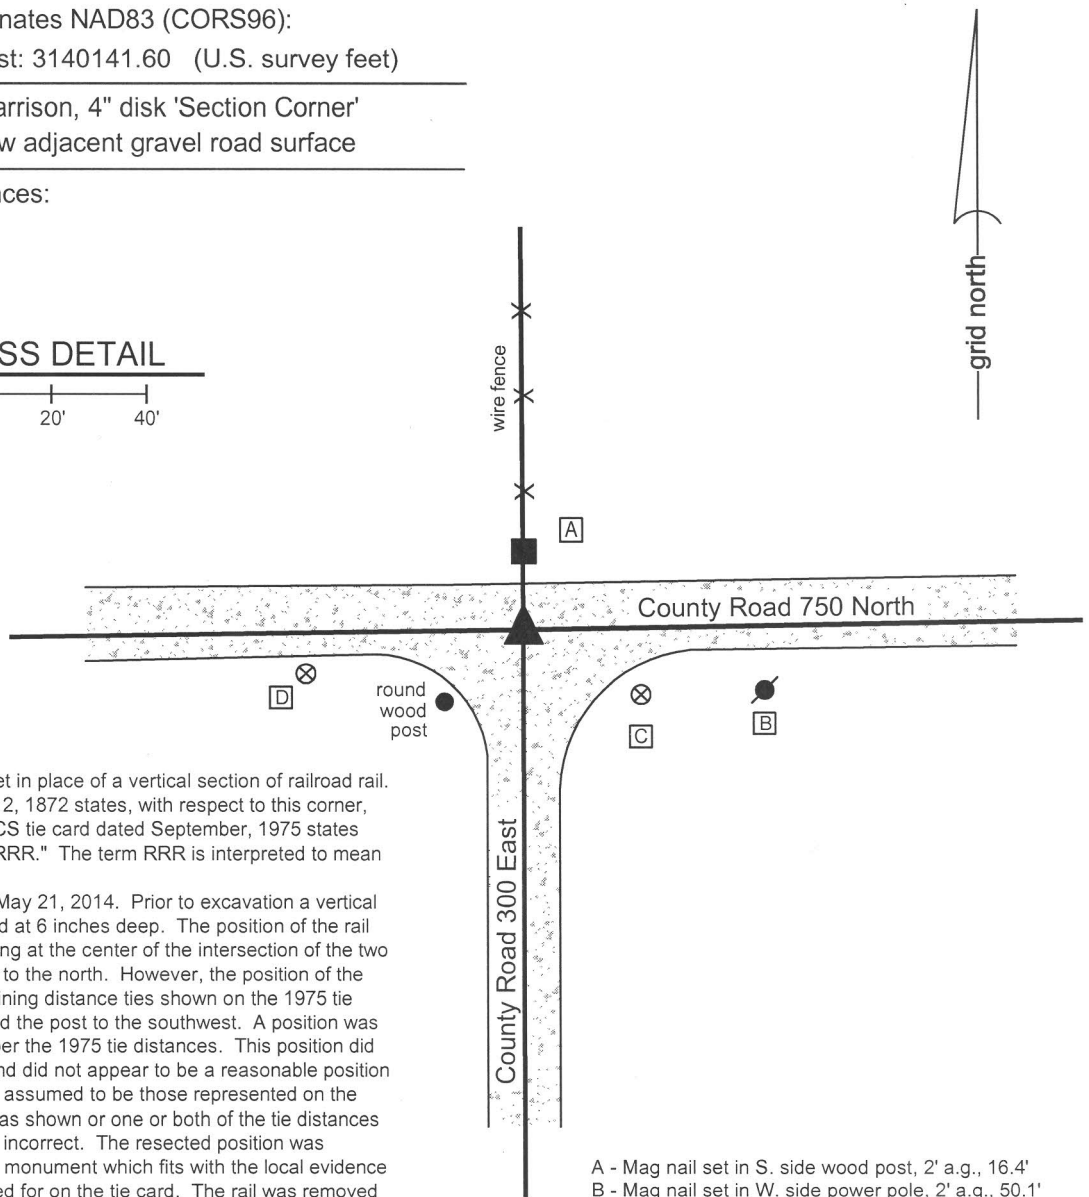 nates NAD83 (CORS96):
st: 3140141.60 (U.S. survey feet)
arrison, 4" disk 'Section Corner'
w adjacent gravel road surface
nces:
grid north
SS DETAIL
20' 40'
wire fence
A
County Road 750 North
D
round
wood
post
C
B
County Road 300 East
et in place of a vertical section of railroad rail.
2, 1872 states, with respect to this corner,
CS tie card dated September, 1975 states
RRR." The term RRR is interpreted to mean
May 21, 2014. Prior to excavation a vertical
d at 6 inches deep. The position of the rail
ng at the center of the intersection of the two
to the north. However, the position of the
ining distance ties shown on the 1975 tie
d the post to the southwest. A position was
per the 1975 tie distances. This position did
nd did not appear to be a reasonable position
assumed to be those represented on the
as shown or one or both of the tie distances
incorrect. The resected position was
monument which fits with the local evidence
ed for on the tie card. The rail was removed
A - Mag nail set in S. side wood post, 2' a.g., 16.4'
B - Mag nail set in W. side power pole, 2' a.g., 50.1'